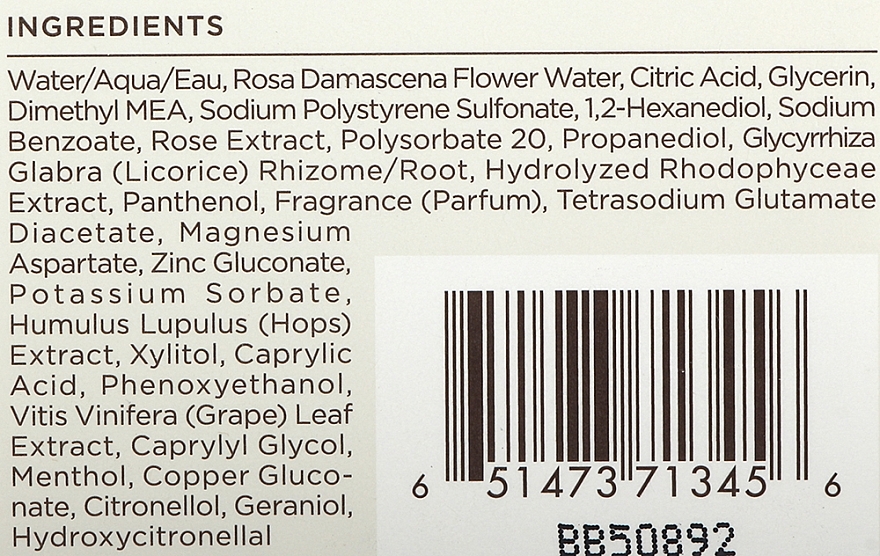 INGREDIENTS
Water/Aqua/Eau, Rosa Damascena Flower Water, Citric Acid, Glycerin,
Dimethyl MEA, Sodium Polystyrene Sulfonate, 1,2-Hexanediol, Sodium
Benzoate, Rose Extract, Polysorbate 20, Propanediol, Glycyrrhiza
Glabra (Licorice) Rhizome/Root, Hydrolyzed Rhodophyceae
Extract, Panthenol, Fragrance (Parfum), Tetrasodium Glutamate
Diacetate, Magnesium
Aspartate, Zinc Gluconate,
Potassium Sorbate,
Humulus Lupulus (Hops)
Extract, Xylitol, Caprylic
Acid, Phenoxyethanol,
Vitis Vinifera (Grape) Leaf
Extract, Caprylyl Glycol,
Menthol, Copper Gluco-
nate, Citronellol, Geraniol,
Hydroxycitronellal
6 51473 71345 6
BB50892